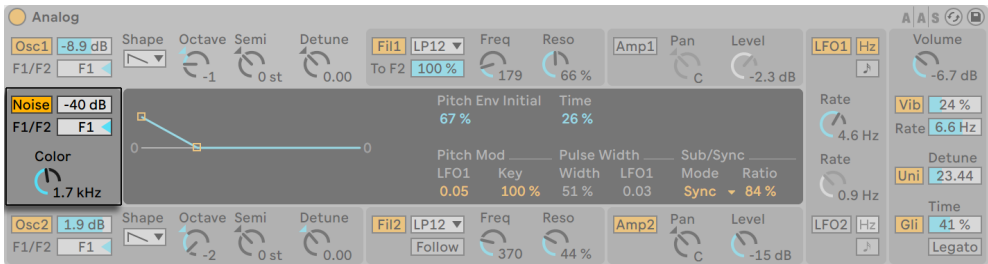 Analog A A S
Osc1 -8.9 dB Shape Octave Semi Detune Fil1 LP12 Freq Reso Amp1 Pan Level LFO1 Hz Volume
F1/F2 F1 -1 0 st 0.00 To F2 100 % 179 66 % C -2.3 dB -6.7 dB
Noise -40 dB Pitch Env Initial Time Rate Vib 24 %
F1/F2 F1 67 % 26 % 4.6 Hz Rate 6.6 Hz
Color 0 0 Pitch Mod Pulse Width Sub/Sync Rate Detune
1.7 kHz LFO1 Key Width LFO1 Mode Ratio Uni 23.44
0.05 100 % 51 % 0.03 Sync 84 % 0.9 Hz
Osc2 1.9 dB Shape Octave Semi Detune Fil2 LP12 Freq Reso Amp2 Pan Level LFO2 Hz Time
Gli 41 %
F1/F2 F1 -2 0 st 0.00 Follow 370 44 % C -15 dB Legato